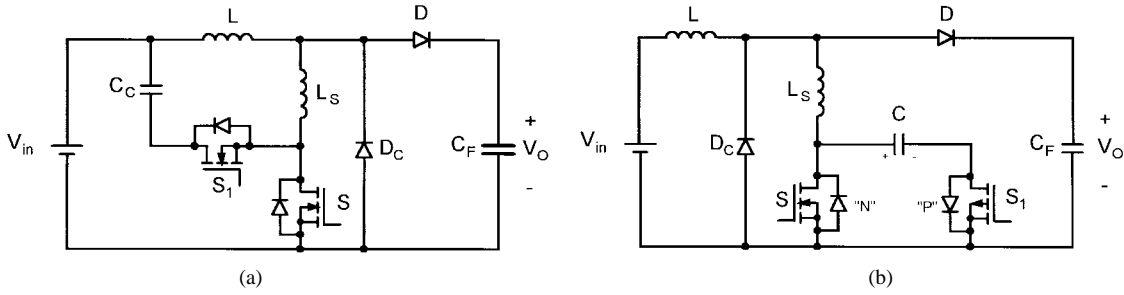 L
D
C_C
L_S
V_in
+
V_O
-
C_F
D_C
S_1
S
(a)
L
D
L_S
C
+ -
V_in
D_C
S
"N"
"P"
S_1
C_F
+
V_O
-
(b)